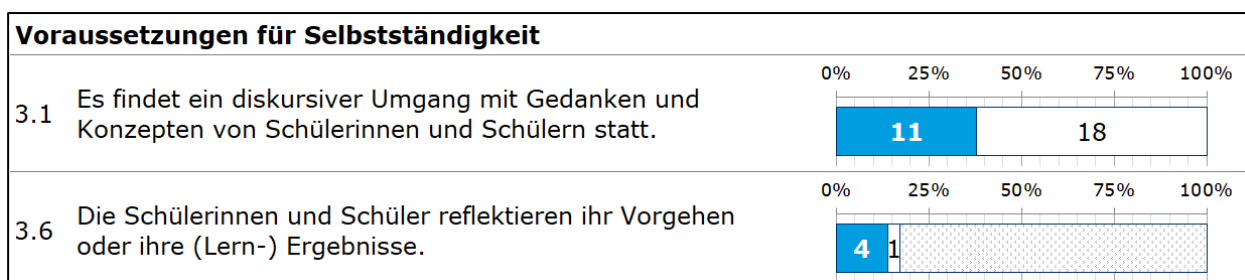 Voraussetzungen für Selbstständigkeit
0% 25% 50% 75% 100%
3.1 Es findet ein diskursiver Umgang mit Gedanken und
Konzepten von Schülerinnen und Schülern statt.
11 18
0% 25% 50% 75% 100%
3.6 Die Schülerinnen und Schüler reflektieren ihr Vorgehen
oder ihre (Lern-) Ergebnisse.
4 1